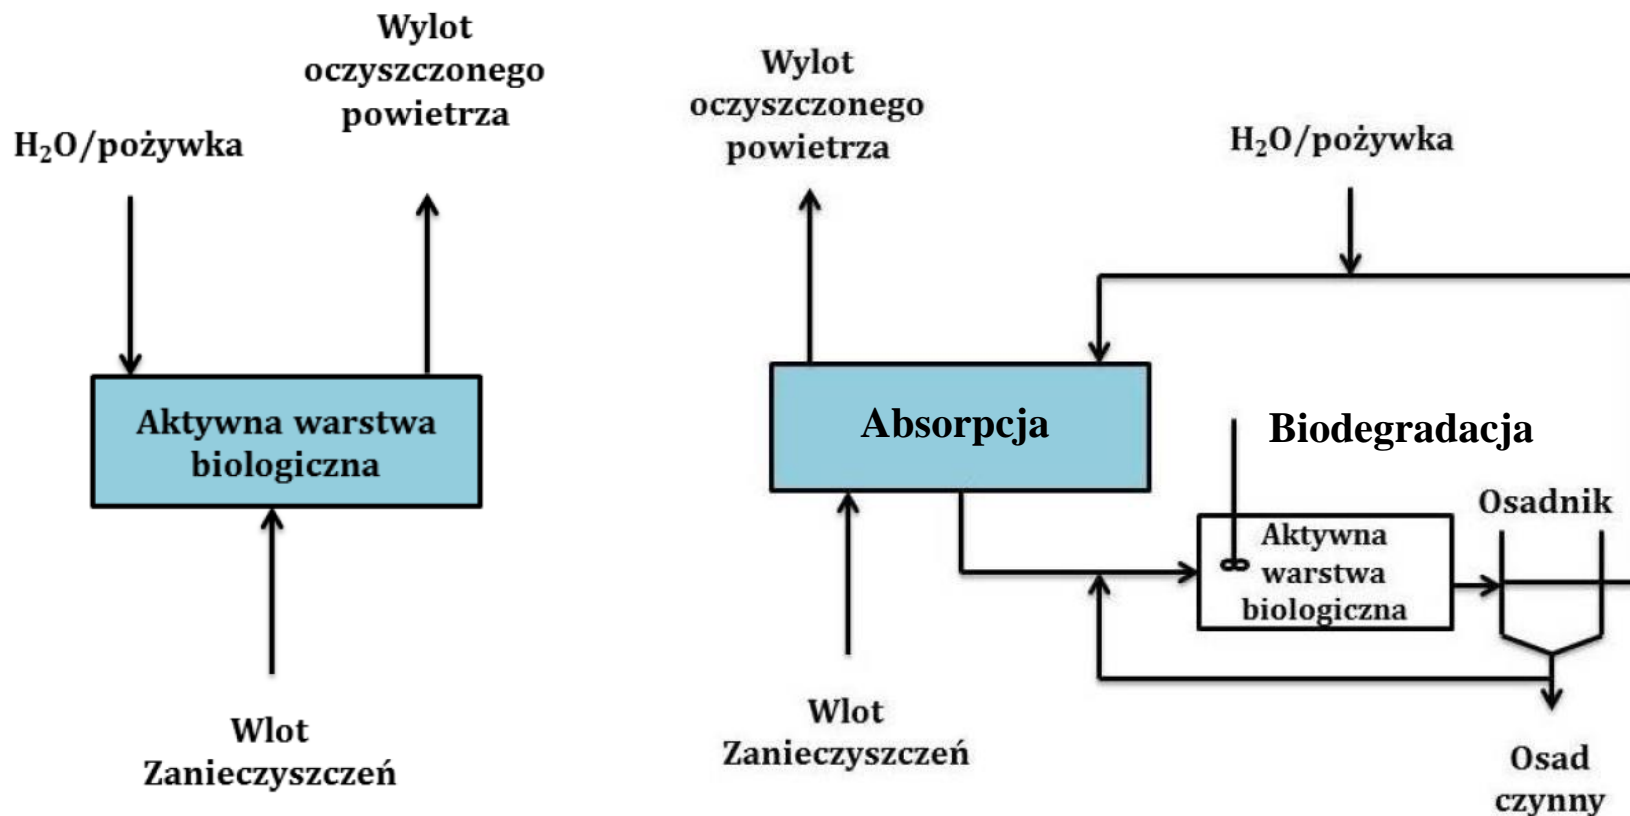 Wylot
oczyszczonego
powietrza
H₂O/pożywka
Aktywna warstwa
biologiczna
Wlot
Zanieczyszczeń
Wylot
oczyszczonego
powietrza
H₂O/pożywka
Absorpcja
Biodegradacja
Osadnik
Aktywna
warstwa
biologiczna
Wlot
Zanieczyszczeń
Osad
czynny